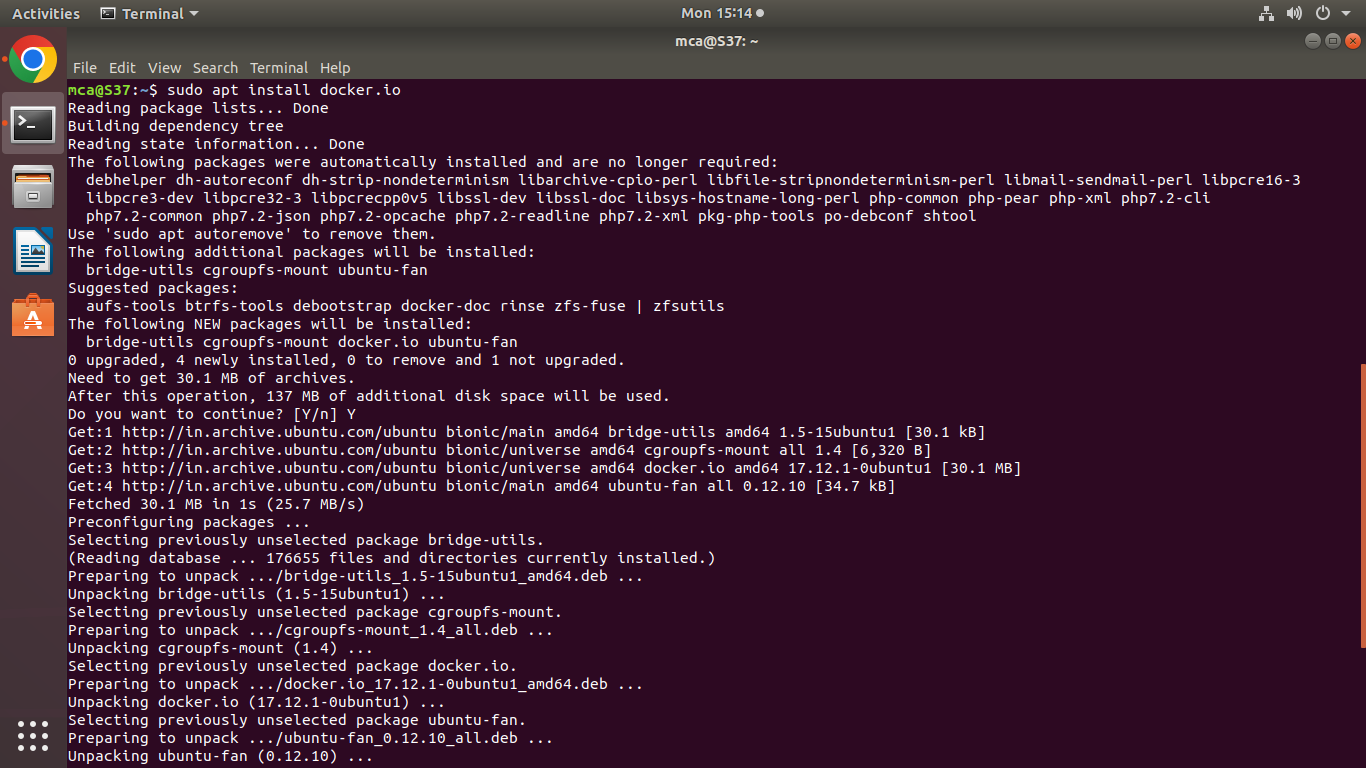 Activities Terminal Mon 15:14
mca@S37: ~
File Edit View Search Terminal Help
mca@S37:~$ sudo apt install docker.io
Reading package lists... Done
Building dependency tree
Reading state information... Done
The following packages were automatically installed and are no longer required:
  debhelper dh-autoreconf dh-strip-nondeterminism libarchive-cpio-perl libfile-stripnondeterminism-perl libmail-sendmail-perl libpcre16-3
  libpcre3-dev libpcre32-3 libpcrecpp0v5 libssl-dev libssl-doc libsys-hostname-long-perl php-common php-pear php-xml php7.2-cli
  php7.2-common php7.2-json php7.2-opcache php7.2-readline php7.2-xml pkg-php-tools po-debconf shtool
Use 'sudo apt autoremove' to remove them.
The following additional packages will be installed:
  bridge-utils cgroupfs-mount ubuntu-fan
Suggested packages:
  aufs-tools btrfs-tools debootstrap docker-doc rinse zfs-fuse | zfsutils
The following NEW packages will be installed:
  bridge-utils cgroupfs-mount docker.io ubuntu-fan
0 upgraded, 4 newly installed, 0 to remove and 1 not upgraded.
Need to get 30.1 MB of archives.
After this operation, 137 MB of additional disk space will be used.
Do you want to continue? [Y/n] Y
Get:1 http://in.archive.ubuntu.com/ubuntu bionic/main amd64 bridge-utils amd64 1.5-15ubuntu1 [30.1 kB]
Get:2 http://in.archive.ubuntu.com/ubuntu bionic/universe amd64 cgroupfs-mount all 1.4 [6,320 B]
Get:3 http://in.archive.ubuntu.com/ubuntu bionic/universe amd64 docker.io amd64 17.12.1-0ubuntu1 [30.1 MB]
Get:4 http://in.archive.ubuntu.com/ubuntu bionic/main amd64 ubuntu-fan all 0.12.10 [34.7 kB]
Fetched 30.1 MB in 1s (25.7 MB/s)
Preconfiguring packages ...
Selecting previously unselected package bridge-utils.
(Reading database ... 176655 files and directories currently installed.)
Preparing to unpack .../bridge-utils_1.5-15ubuntu1_amd64.deb ...
Unpacking bridge-utils (1.5-15ubuntu1) ...
Selecting previously unselected package cgroupfs-mount.
Preparing to unpack .../cgroupfs-mount_1.4_all.deb ...
Unpacking cgroupfs-mount (1.4) ...
Selecting previously unselected package docker.io.
Preparing to unpack .../docker.io_17.12.1-0ubuntu1_amd64.deb ...
Unpacking docker.io (17.12.1-0ubuntu1) ...
Selecting previously unselected package ubuntu-fan.
Preparing to unpack .../ubuntu-fan_0.12.10_all.deb ...
Unpacking ubuntu-fan (0.12.10) ...